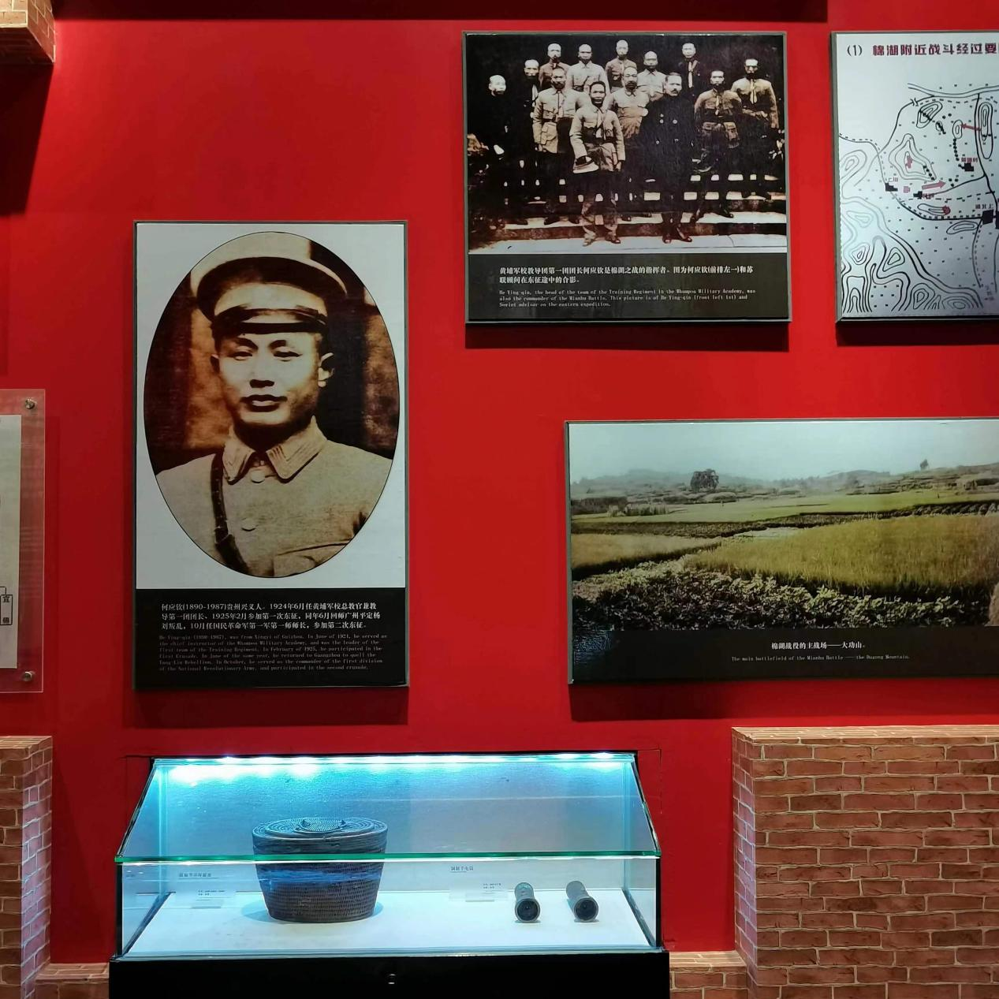 宜
僑
何应钦(1890-1987)贵州兴义人。1924年6月任黄埔军校总教官兼教
导第一团团长、1925年2月参加第一次东征，同年6月回师广州平定杨
刘叛乱，10月任国民革命军第一军第一师师长，参加第二次东征。
He Ying-qin (1890-1987), was from Xingyi of Guizhou. In June of 1924, he served as
the chief instructor of the Whampoa Military Academy, and was the leader of the
first team of the Training Regiment. In February of 1925, he participated in the
First Crusade. In June of the same year, he returned to Guangzhou to quell the
Yang Liu Rebellion. In October, he served as the commander of the first division
of the National Revolutionary Army, and participated in the second crusade.
黄埔军校教导团第一团团长何应钦是棉湖之战的指挥者。图为何应钦(前排左一)和苏
联顾问在东征途中的合影。
He Ying-qin, the head of the team of the Training Regiment in the Whampoa Military Academy, was
also the commander of the Mianhu Battle. This picture is of He Ying-qin (front left 1st) and
Soviet advisor on the eastern expedition.
(1) 棉湖附近战斗经过要
棉湖战役的主战场——大功山。
The main battlefield of the Mianhu Battle —— the Dagong Mountain.